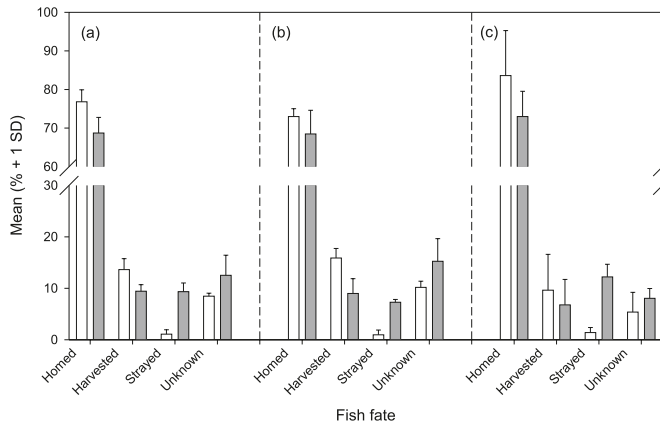 100
90
80
70
60
30
20
10
0
Mean (% + 1 SD)
(a)
(b)
(c)
Homed
Harvested
Strayed
Unknown
Homed
Harvested
Strayed
Unknown
Homed
Harvested
Strayed
Unknown
Fish fate